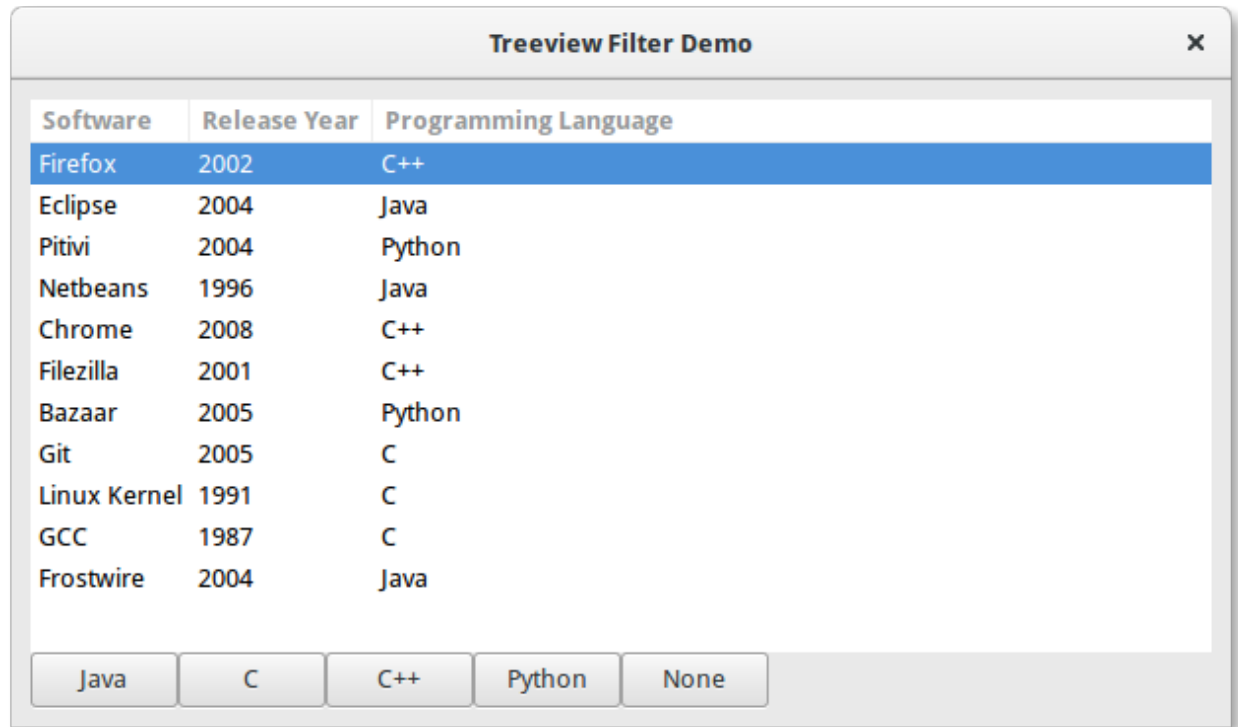 Treeview Filter Demo ×
Software Release Year Programming Language
Firefox 2002 C++
Eclipse 2004 Java
Pitivi 2004 Python
Netbeans 1996 Java
Chrome 2008 C++
Filezilla 2001 C++
Bazaar 2005 Python
Git 2005 C
Linux Kernel 1991 C
GCC 1987 C
Frostwire 2004 Java
Java C C++ Python None